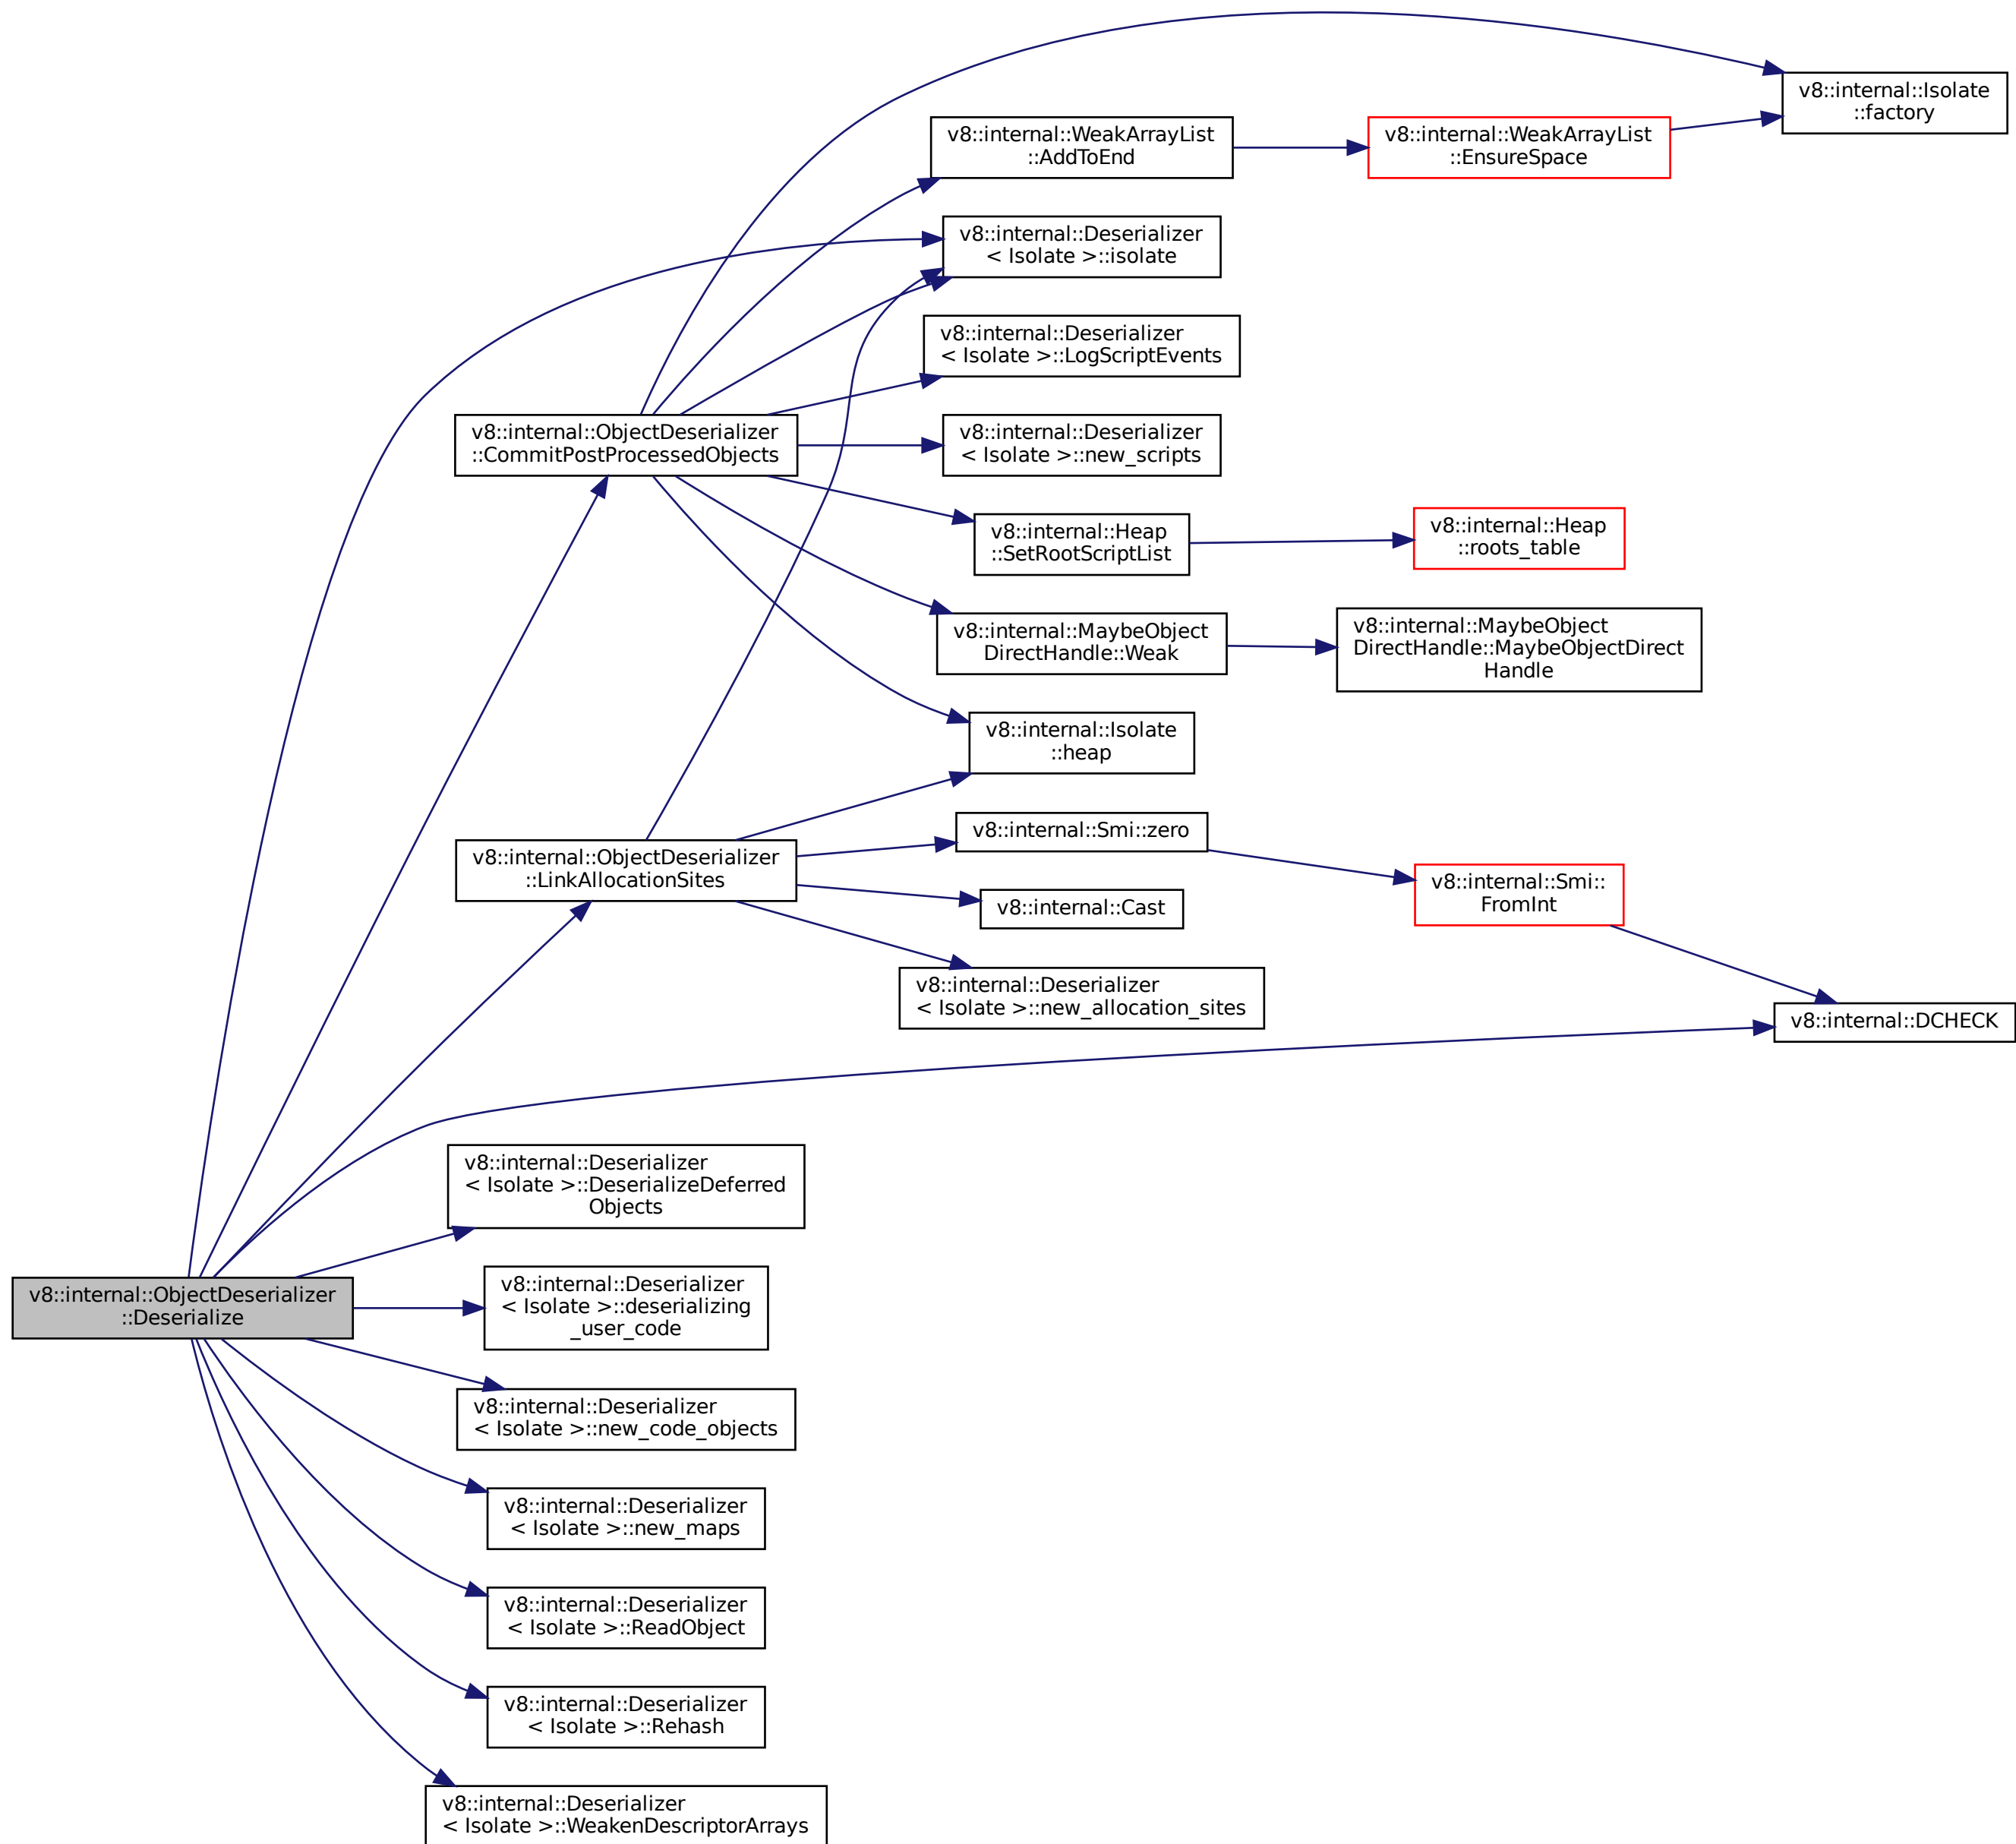 v8::internal::Isolate
::factory
v8::internal::WeakArrayList
::AddToEnd
v8::internal::WeakArrayList
::EnsureSpace
v8::internal::Deserializer
< Isolate >::isolate
v8::internal::Deserializer
< Isolate >::LogScriptEvents
v8::internal::ObjectDeserializer
::CommitPostProcessedObjects
v8::internal::Deserializer
< Isolate >::new_scripts
v8::internal::Heap
::SetRootScriptList
v8::internal::Heap
::roots_table
v8::internal::MaybeObject
DirectHandle::Weak
v8::internal::MaybeObject
DirectHandle::MaybeObjectDirect
Handle
v8::internal::Isolate
::heap
v8::internal::Smi::zero
v8::internal::ObjectDeserializer
::LinkAllocationSites
v8::internal::Smi::
FromInt
v8::internal::Cast
v8::internal::Deserializer
< Isolate >::new_allocation_sites
v8::internal::DCHECK
v8::internal::Deserializer
< Isolate >::DeserializeDeferred
Objects
v8::internal::ObjectDeserializer
::Deserialize
v8::internal::Deserializer
< Isolate >::deserializing
_user_code
v8::internal::Deserializer
< Isolate >::new_code_objects
v8::internal::Deserializer
< Isolate >::new_maps
v8::internal::Deserializer
< Isolate >::ReadObject
v8::internal::Deserializer
< Isolate >::Rehash
v8::internal::Deserializer
< Isolate >::WeakenDescriptorArrays